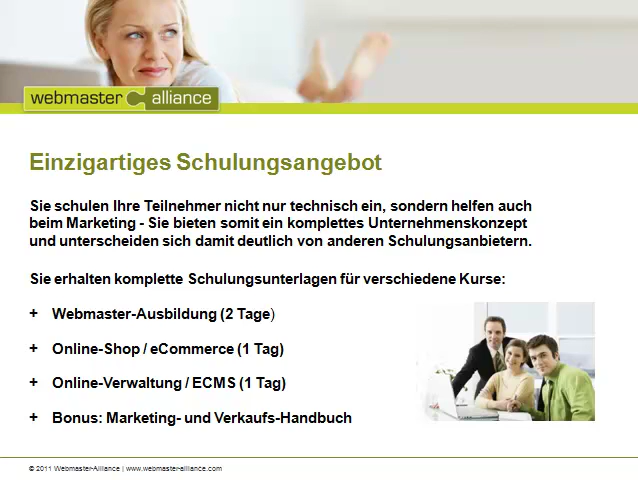 webmaster alliance
Einzigartiges Schulungsangebot
Sie schulen Ihre Teilnehmer nicht nur technisch ein, sondern helfen auch
beim Marketing - Sie bieten somit ein komplettes Unternehmenskonzept
und unterscheiden sich damit deutlich von anderen Schulungsanbietern.
Sie erhalten komplette Schulungsunterlagen für verschiedene Kurse:
+ Webmaster-Ausbildung (2 Tage)
+ Online-Shop / eCommerce (1 Tag)
+ Online-Verwaltung / ECMS (1 Tag)
+ Bonus: Marketing- und Verkaufs-Handbuch
© 2011 Webmaster-Alliance | www.webmaster-alliance.com